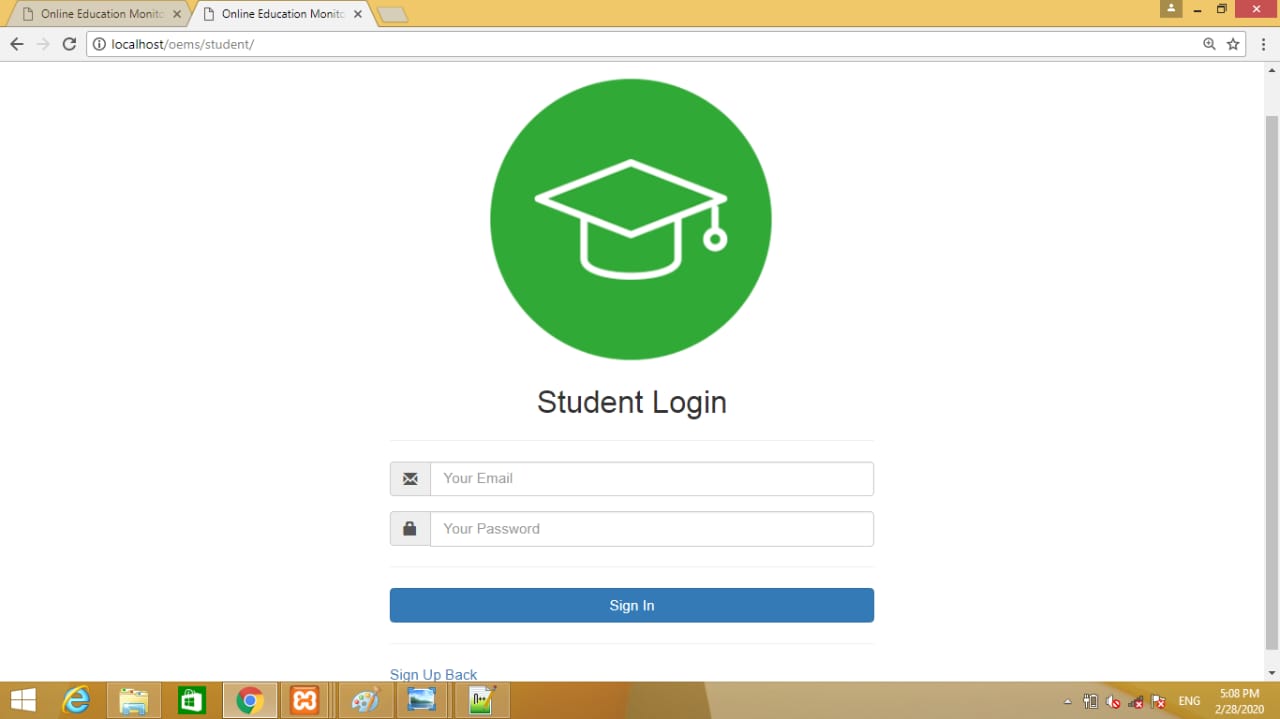 Online Education Monito
Online Education Monito
localhost/oems/student/
Student Login
Your Email
Your Password
Sign In
Sign Up Back
ENG
5:08 PM
2/28/2020